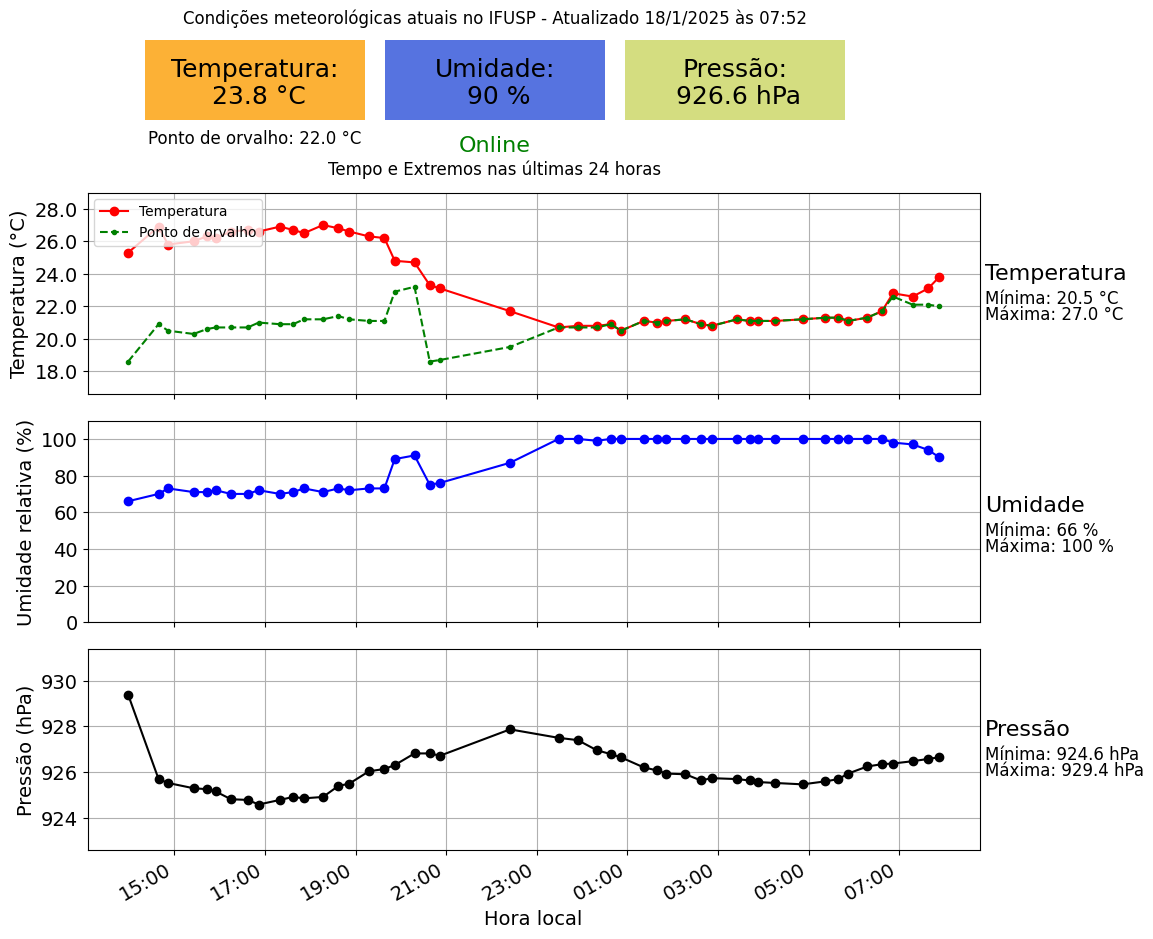 Condições meteorológicas atuais no IFUSP - Atualizado 18/1/2025 às 07:52
Temperatura:
23.8 °C
Umidade:
90 %
Pressão:
926.6 hPa
Ponto de orvalho: 22.0 °C
Online
Tempo e Extremos nas últimas 24 horas
Temperatura (°C)
28.0
26.0
24.0
22.0
20.0
18.0
Temperatura
Ponto de orvalho
Temperatura
Mínima: 20.5 °C
Máxima: 27.0 °C
Umidade relativa (%)
100
80
60
40
20
0
Umidade
Mínima: 66 %
Máxima: 100 %
Pressão (hPa)
930
928
926
924
Pressão
Mínima: 924.6 hPa
Máxima: 929.4 hPa
15:00
17:00
19:00
21:00
23:00
01:00
03:00
05:00
07:00
Hora local